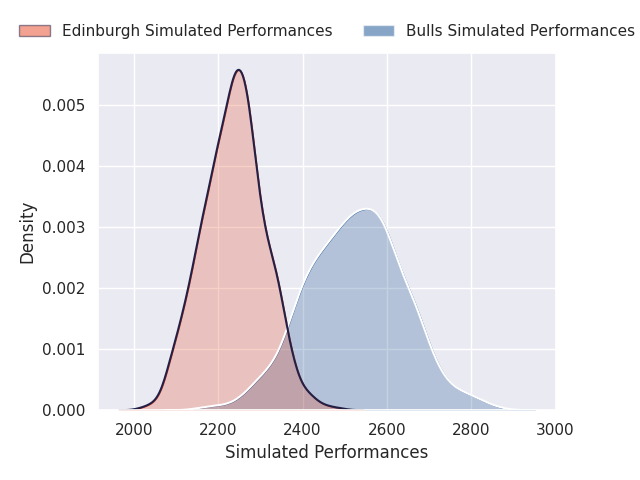 Edinburgh Simulated Performances Bulls Simulated Performances
0.005
0.004
0.003
0.002
0.001
0.000
Density
2000 2200 2400 2600 2800 3000
Simulated Performances